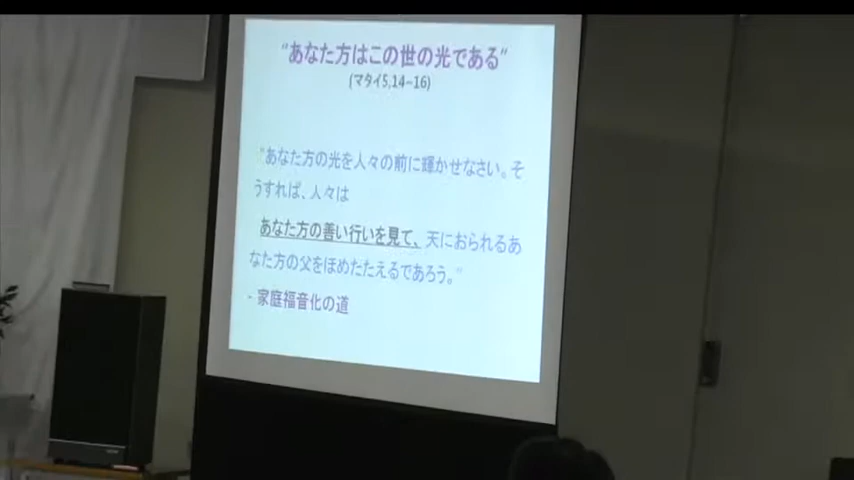 “あなた方はこの世の光である”
(マタイ5,14−16)
“あなた方の光を人々の前に輝かせなさい。そ
うすれば、人々は
あなた方の善い行いを見て、天におられるあ
なた方の父をほめたたえるであろう。”
- 家庭福音化の道